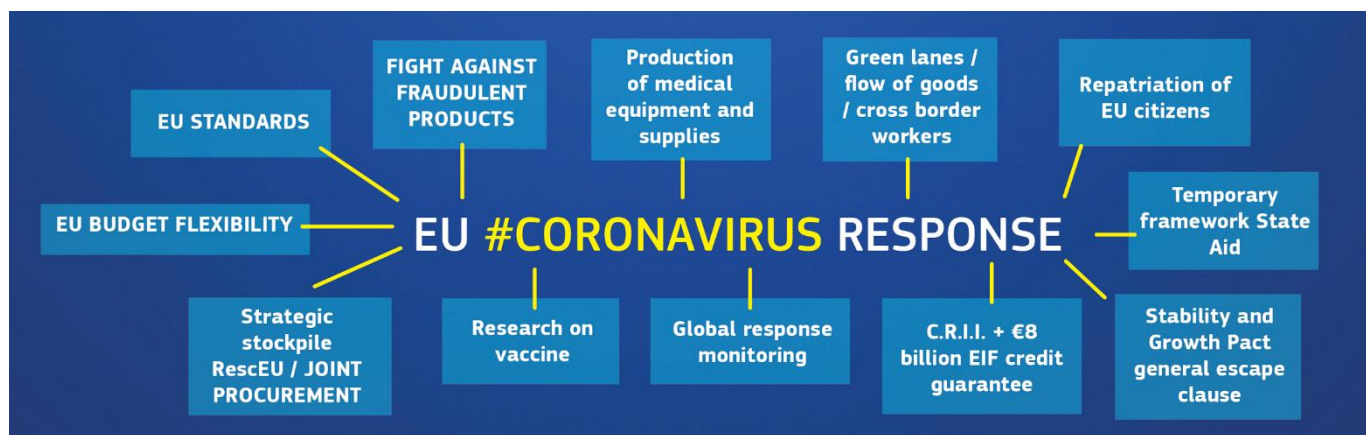 EU STANDARDS
FIGHT AGAINST
FRAUDULENT
PRODUCTS
Production
of medical
equipment and
supplies
Green lanes /
flow of goods
/ cross border
workers
Repatriation of
EU citizens
EU BUDGET FLEXIBILITY
EU #CORONAVIRUS RESPONSE
Temporary
framework State
Aid
Strategic
stockpile
RescEU / JOINT
PROCUREMENT
Research on
vaccine
Global response
monitoring
C.R.I.I. + €8
billion EIF credit
guarantee
Stability and
Growth Pact
general escape
clause